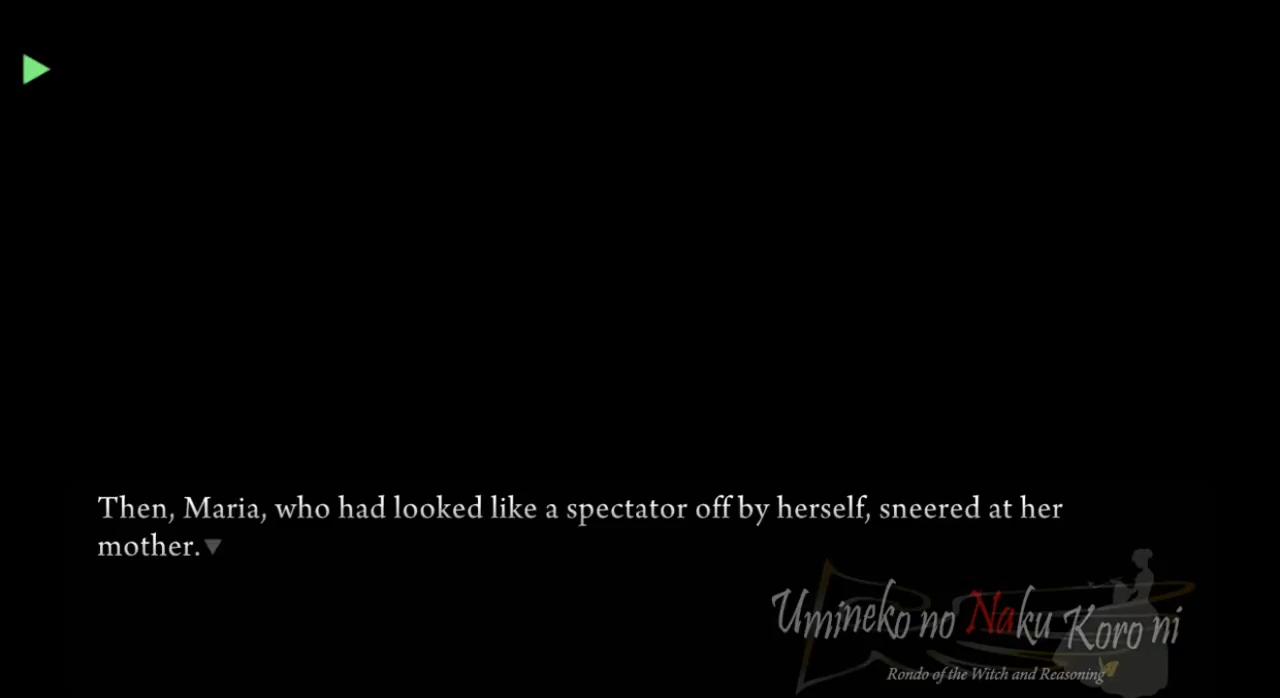 Then, Maria, who had looked like a spectator off by herself, sneered at her
mother.
Umineko no Naku Koro ni
Rondo of the Witch and Reasoning